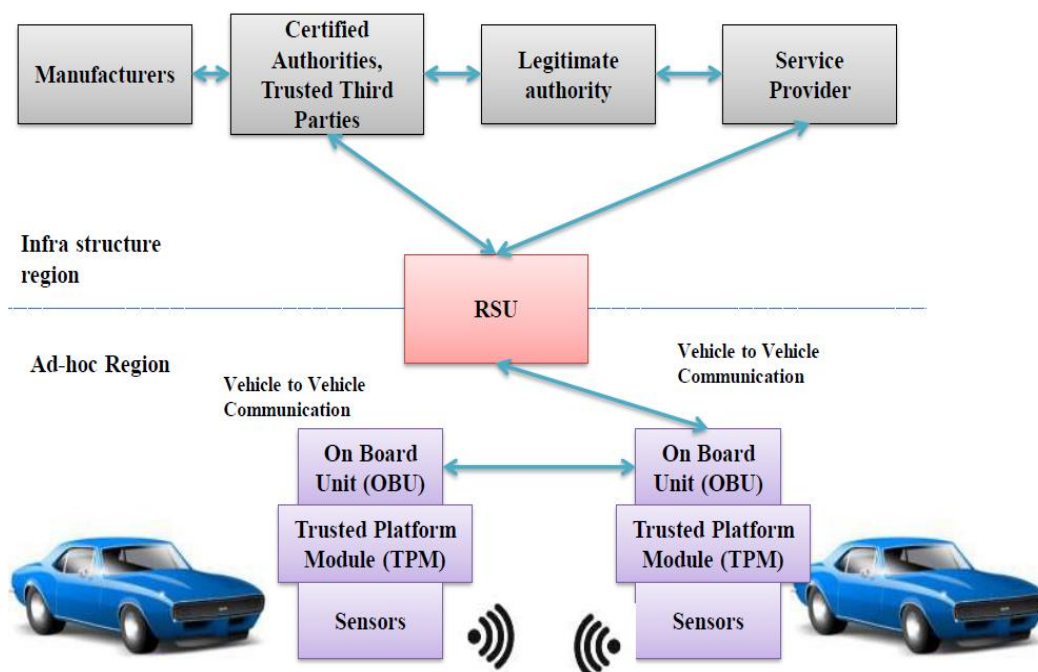 Manufacturers
Certified
Authorities,
Trusted Third
Parties
Legitimate
authority
Service
Provider
Infra structure
region
RSU
Ad-hoc Region
Vehicle to Vehicle
Communication
Vehicle to Vehicle
Communication
On Board
Unit (OBU)
On Board
Unit (OBU)
Trusted Platform
Module (TPM)
Trusted Platform
Module (TPM)
Sensors
Sensors